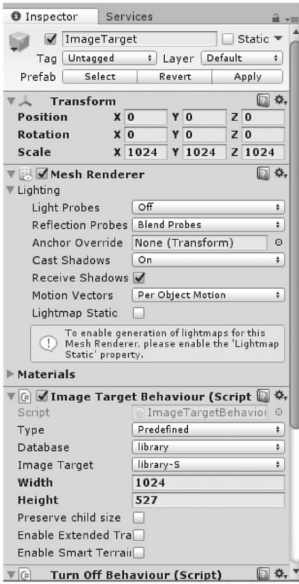 Inspector Services
ImageTarget Static
Tag Untagged Layer Default
Prefab Select Revert Apply
Transform
Position X 0 Y 0 Z 0
Rotation X 0 Y 0 Z 0
Scale X 1024 Y 1024 Z 1024
Mesh Renderer
Lighting
Light Probes Off
Reflection Probes Blend Probes
Anchor Override None (Transform)
Cast Shadows On
Receive Shadows
Motion Vectors Per Object Motion
Lightmap Static
To enable generation of lightmaps for this
Mesh Renderer, please enable the 'Lightmap
Static' property.
Materials
Image Target Behaviour (Script
Script ImageTargetBehaviou
Type Predefined
Database library
Image Target library-S
Width 1024
Height 527
Preserve child size
Enable Extended Tra
Enable Smart Terrain
Turn Off Behaviour (Script)